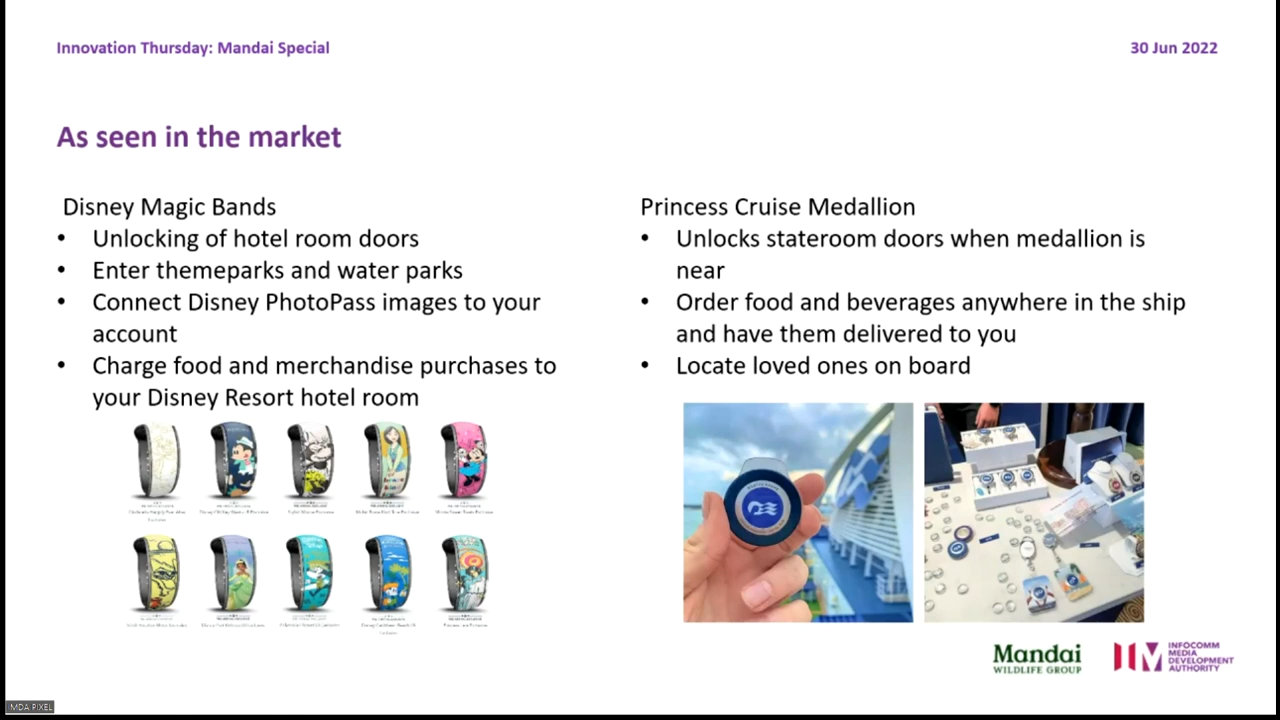 Innovation Thursday: Mandai Special
30 Jun 2022
As seen in the market
Disney Magic Bands
• Unlocking of hotel room doors
• Enter themeparks and water parks
• Connect Disney PhotoPass images to your
account
• Charge food and merchandise purchases to
your Disney Resort hotel room
Princess Cruise Medallion
• Unlocks stateroom doors when medallion is
near
• Order food and beverages anywhere in the ship
and have them delivered to you
• Locate loved ones on board
Mandai
WILDLIFE GROUP
INFOCOMM
MEDIA
DEVELOPMENT
AUTHORITY
MDA PIXEL